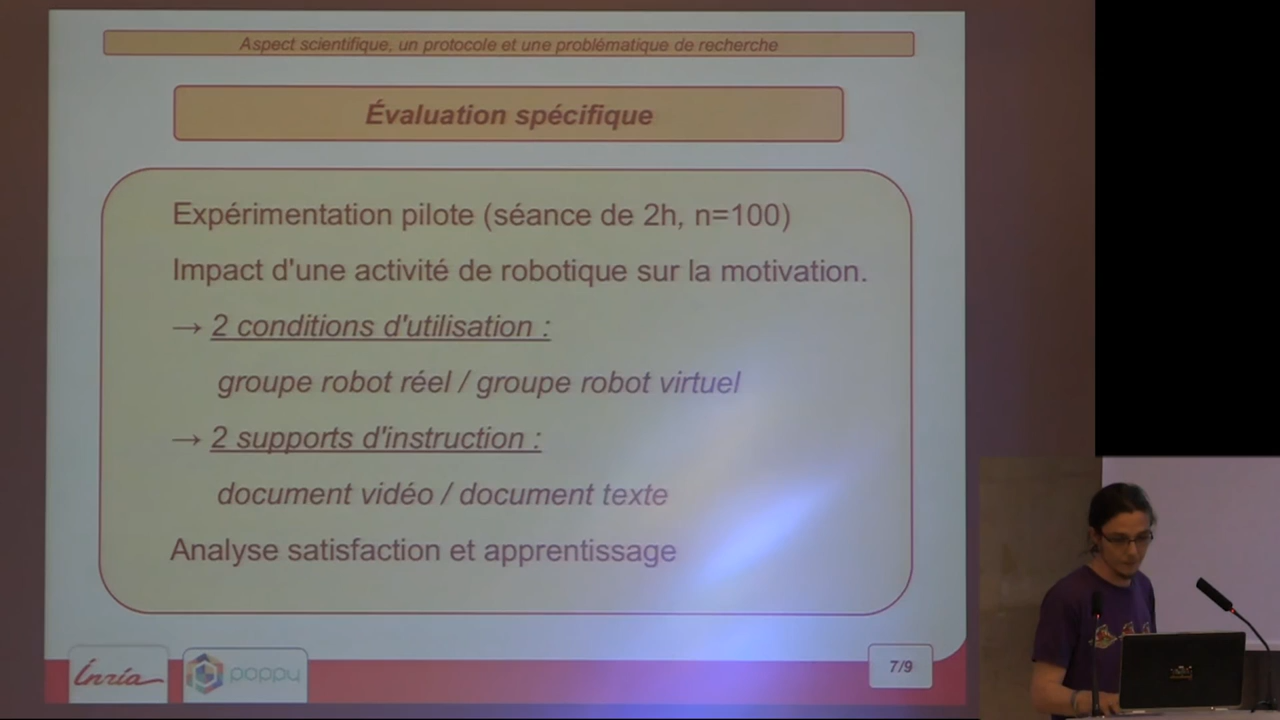 Aspect scientifique, un protocole et une problématique de recherche
Évaluation spécifique
Expérimentation pilote (séance de 2h, n=100)
Impact d'une activité de robotique sur la motivation.
→ 2 conditions d'utilisation :
groupe robot réel / groupe robot virtuel
→ 2 supports d'instruction :
document vidéo / document texte
Analyse satisfaction et apprentissage
Inria
poppy
7/9